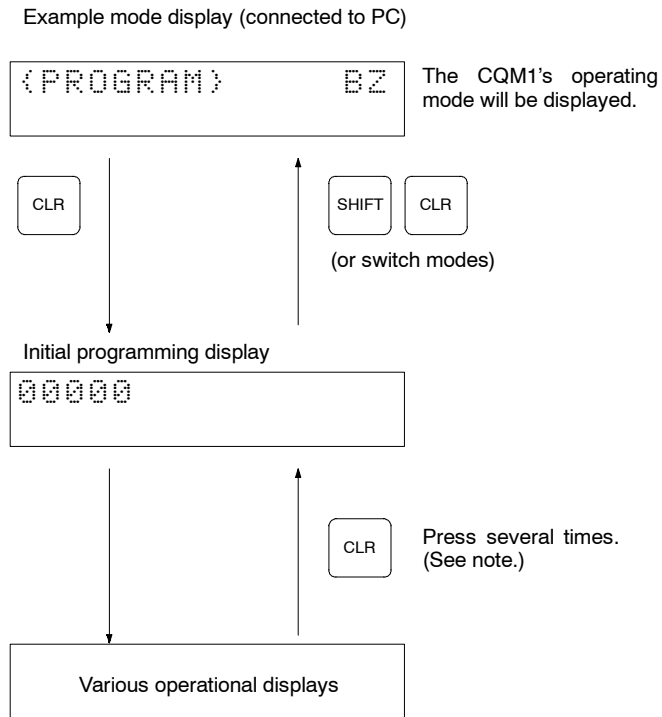 Example mode display (connected to PC)
<PROGRAM> BZ
The CQM1's operating
mode will be displayed.
CLR
SHIFT CLR
(or switch modes)
Initial programming display
00000
CLR
Press several times.
(See note.)
Various operational displays